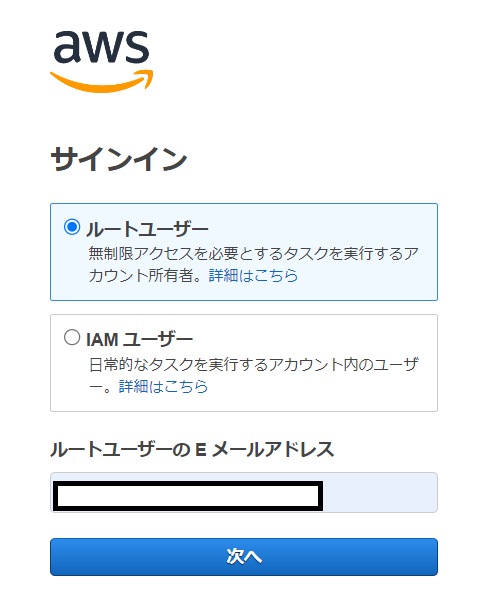 aws
サインイン
ルートユーザー
無制限アクセスを必要とするタスクを実行するア
カウント所有者。詳細はこちら
IAM ユーザー
日常的なタスクを実行するアカウント内のユーザ
ー。詳細はこちら
ルートユーザーの E メールアドレス
次へ